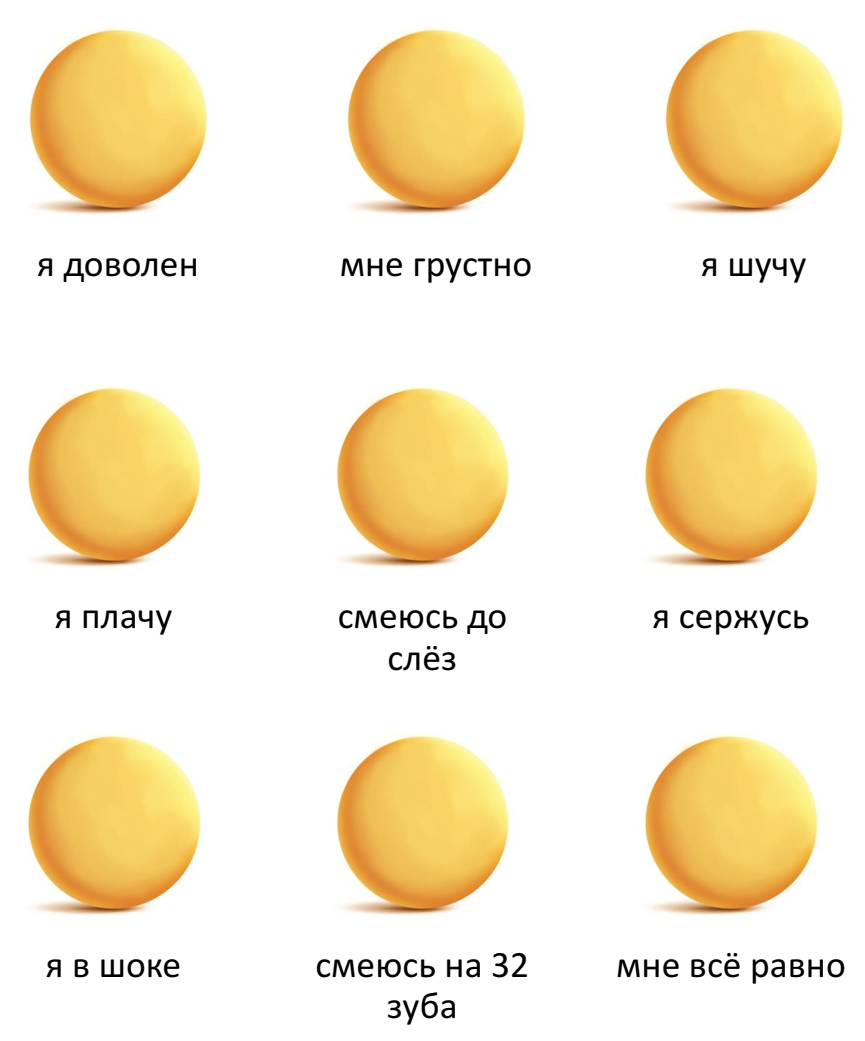 я доволен
мне грустно
я шучу
я плачу
смеюсь до
слёз
я сержусь
я в шоке
смеюсь на 32
зуба
мне всё равно